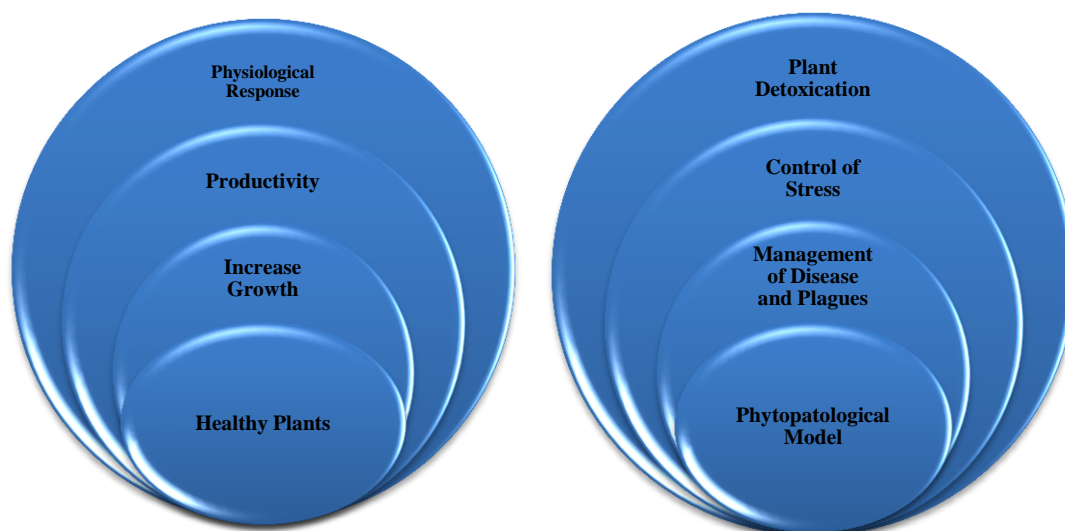 Physiological
Response
Productivity
Increase
Growth
Healthy Plants
Plant
Detoxication
Control of
Stress
Management
of Disease
and Plagues
Phytopatological
Model